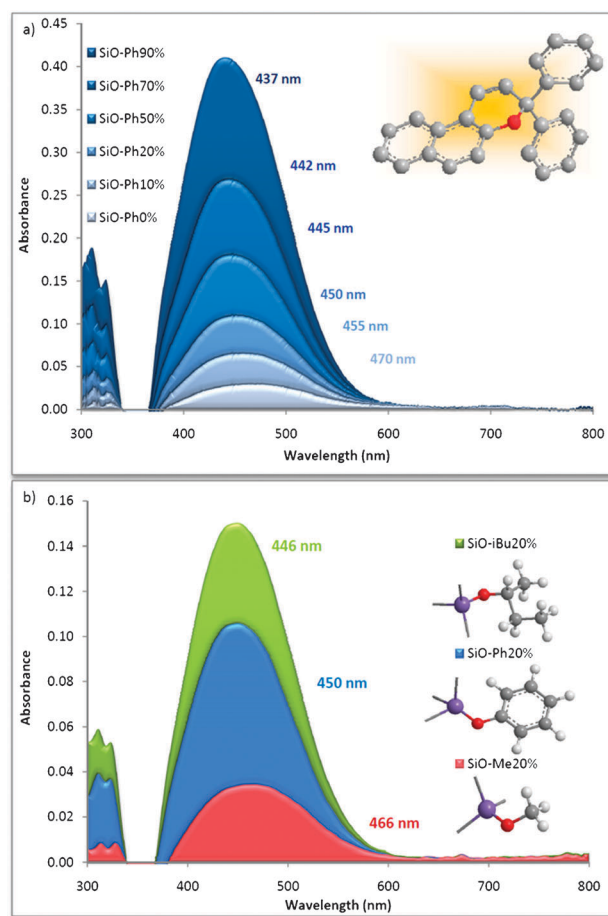 a)
0.45
0.40
0.35
0.30
0.25
0.20
0.15
0.10
0.05
0.00
Absorbance
SiO-Ph90%
SiO-Ph70%
SiO-Ph50%
SiO-Ph20%
SiO-Ph10%
SiO-Ph0%
437 nm
442 nm
445 nm
450 nm
455 nm
470 nm
300 400 500 600 700 800
Wavelength (nm)
b)
0.16
0.14
0.12
0.10
0.08
0.06
0.04
0.02
0.00
Absorbance
446 nm
450 nm
466 nm
SiO-iBu20%
SiO-Ph20%
SiO-Me20%
300 400 500 600 700 800
Wavelength (nm)